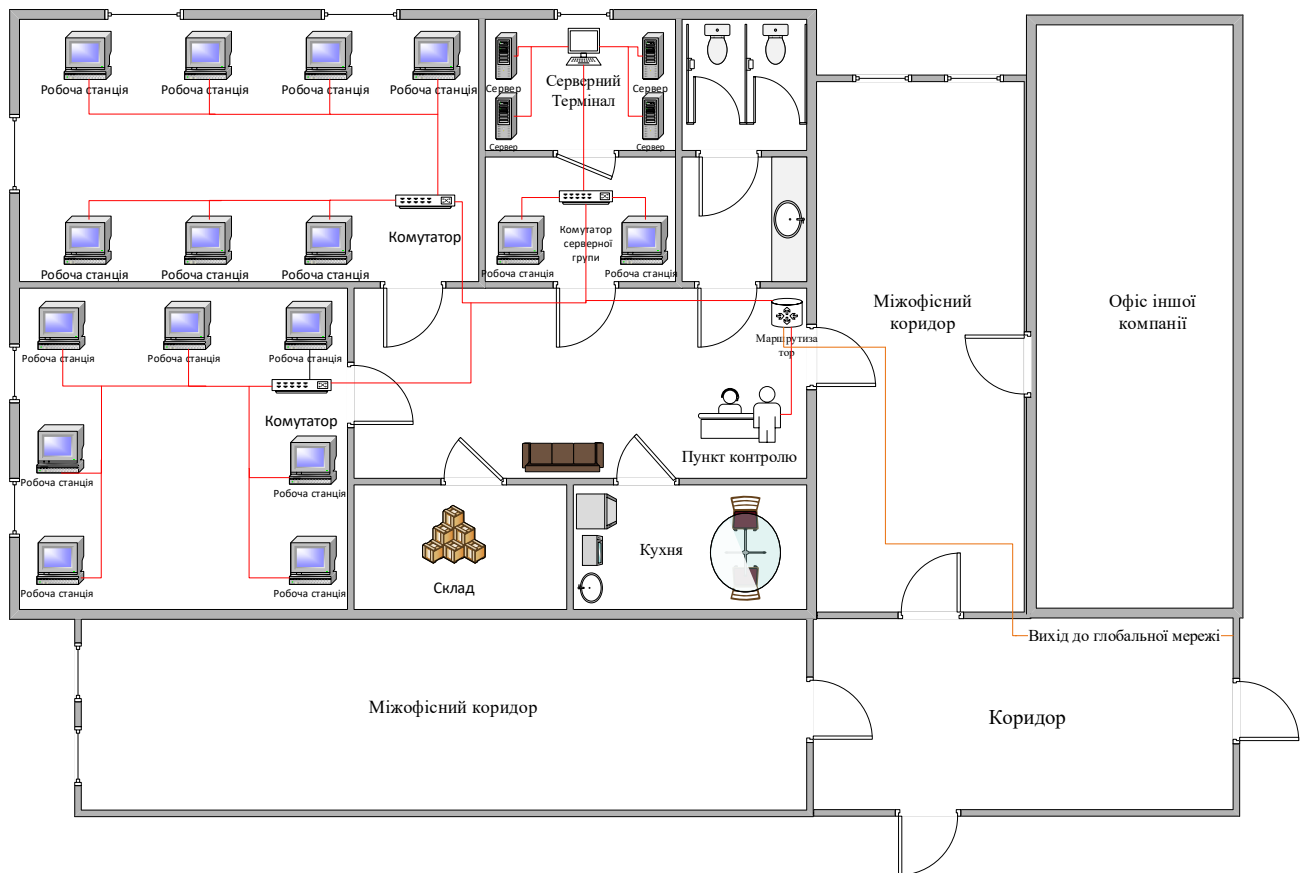 Робоча станція
Робоча станція
Робоча станція
Робоча станція
Сервер
Серверний
Термінал
Сервер
Сервер
Сервер
Робоча станція
Робоча станція
Робоча станція
Комутатор
Комутатор
серверної
групи
Робоча станція
Робоча станція
Міжофісний
коридор
Офіс іншої
компанії
Робоча станція
Робоча станція
Робоча станція
Маршрутиза
тор
Комутатор
Пункт контролю
Робоча станція
Робоча станція
Робоча станція
Робоча станція
Склад
Кухня
Вихід до глобальної мережі
Міжофісний коридор
Коридор